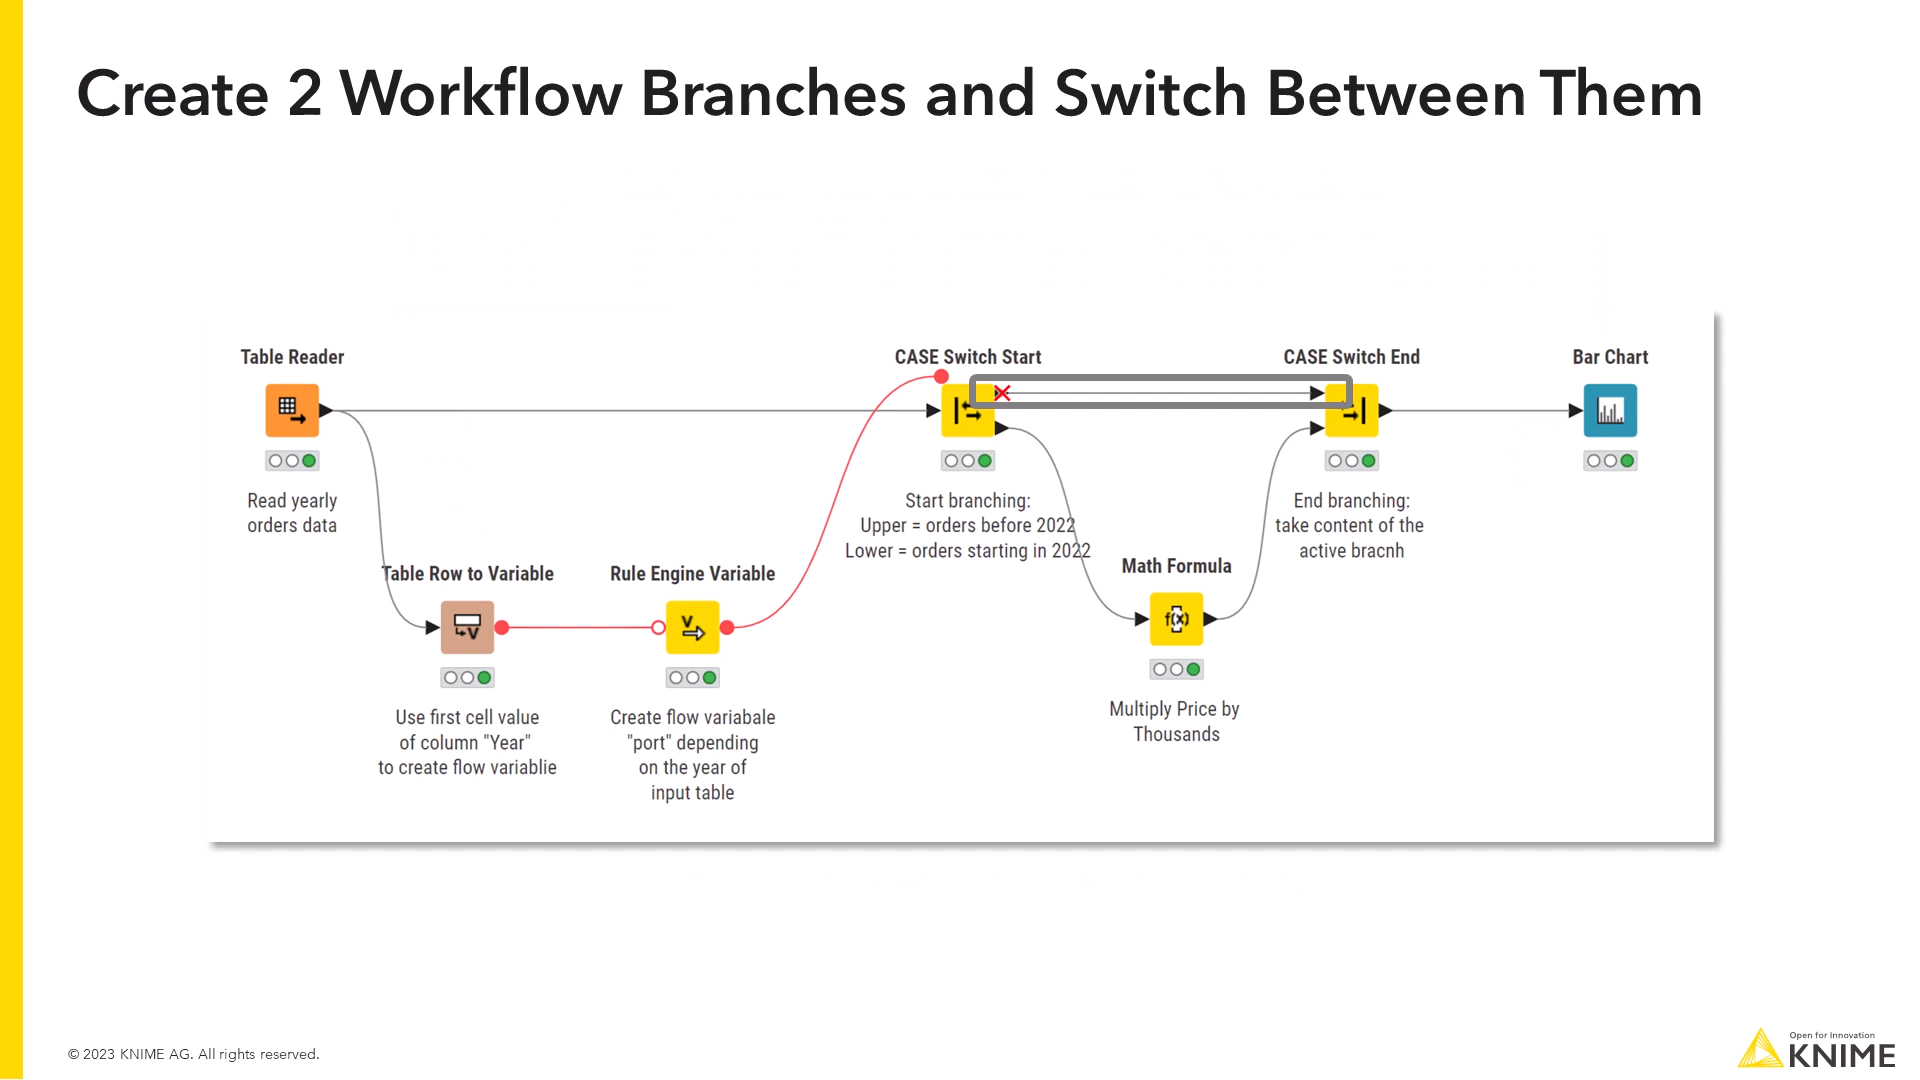 Create 2 Workflow Branches and Switch Between Them
Table Reader
CASE Switch Start
CASE Switch End
Bar Chart
Read yearly
orders data
Start branching:
Upper = orders before 2022
Lower = orders starting in 2022
End branching:
take content of the
active bracnh
Table Row to Variable
Rule Engine Variable
Math Formula
V
V
f(x)
Use first cell value
of column "Year"
to create flow variablie
Create flow variabale
"port" depending
on the year of
input table
Multiply Price by
Thousands
© 2023 KNIME AG. All rights reserved.
Open for Innovation
KNIME